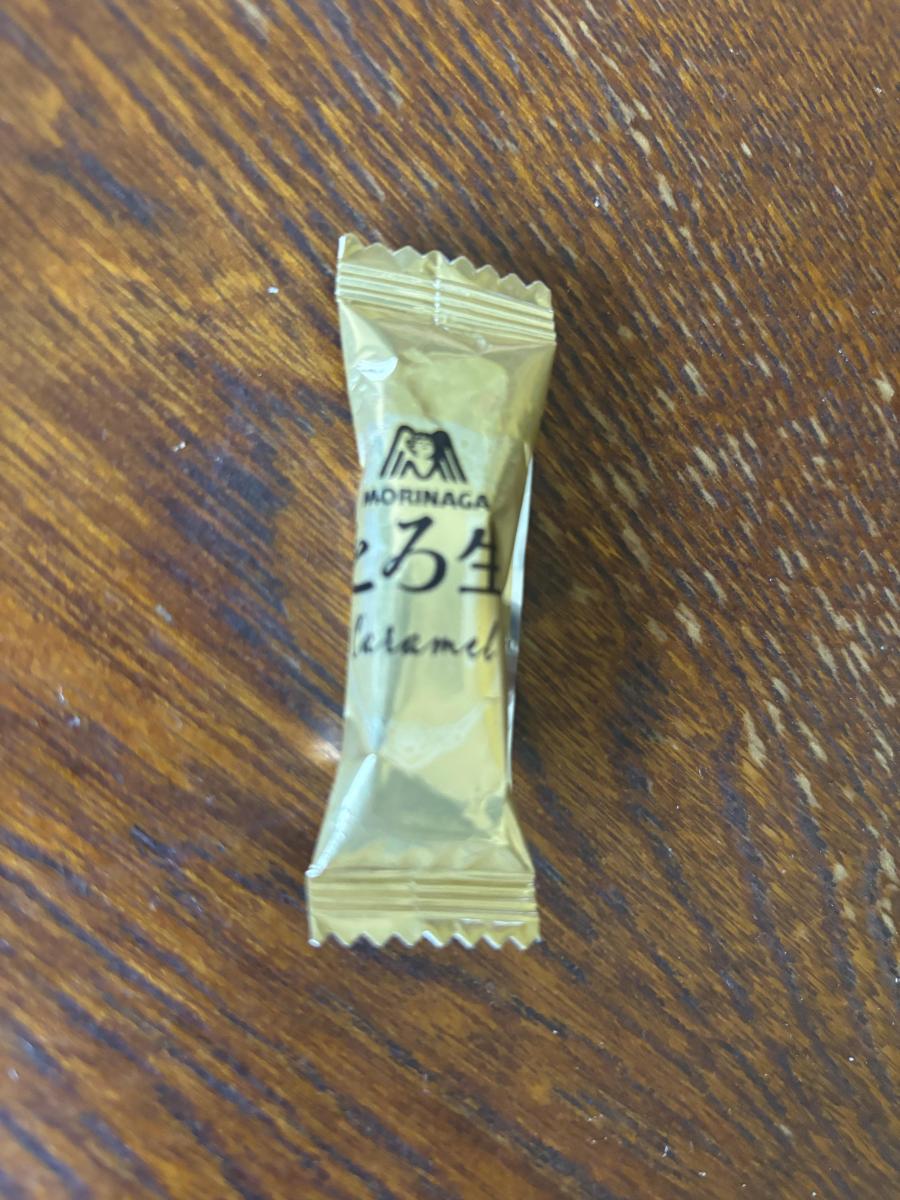 MORINAGA
とろ生
Caramel